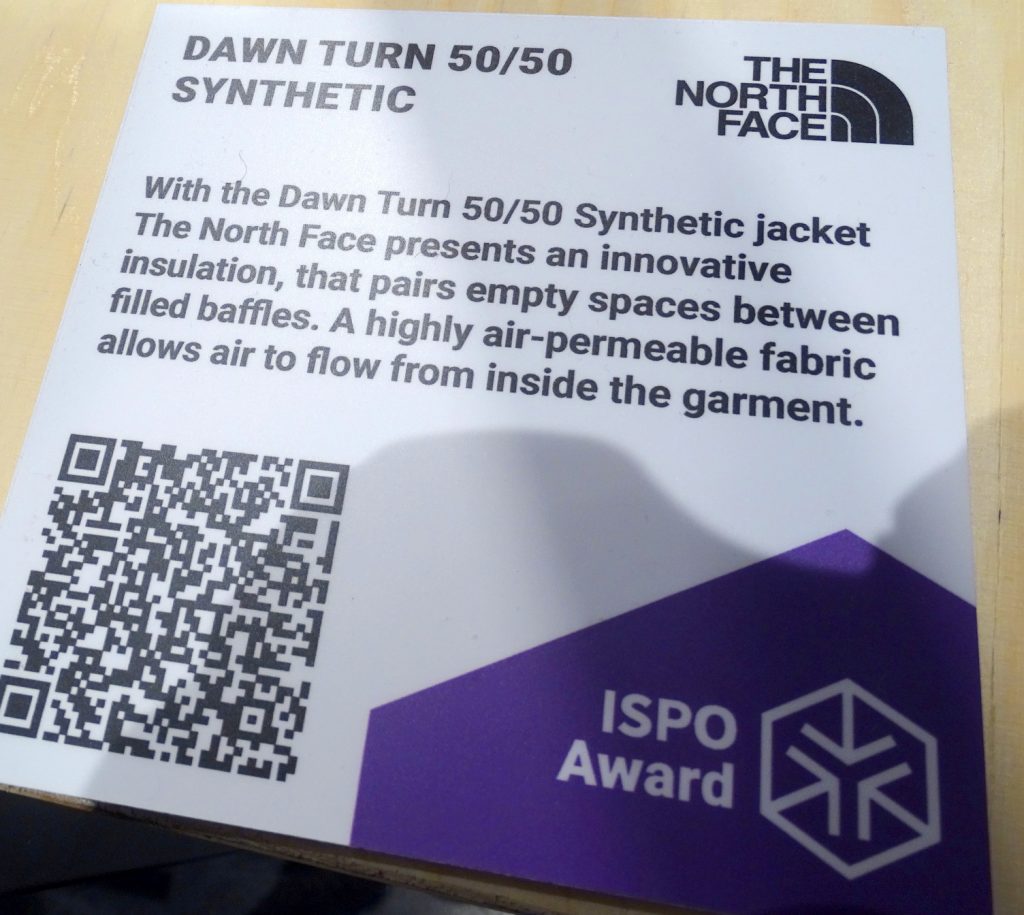 DAWN TURN 50/50
SYNTHETIC
THE
NORTH
FACE
With the Dawn Turn 50/50 Synthetic jacket
The North Face presents an innovative
insulation, that pairs empty spaces between
filled baffles. A highly air-permeable fabric
allows air to flow from inside the garment.
ISPO
Award